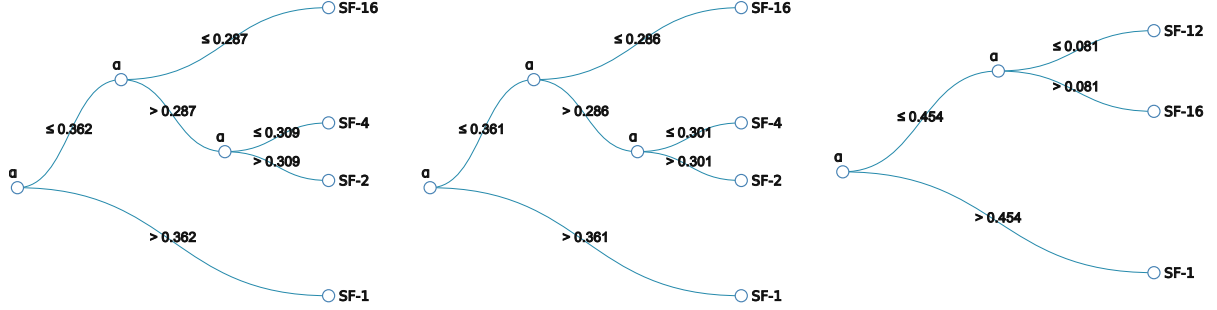 SF-16
≤ 0.287
a
> 0.287
≤ 0.362
SF-4
≤ 0.309
a
> 0.309
SF-2
a
> 0.362
SF-1
SF-16
≤ 0.286
a
> 0.286
≤ 0.361
SF-4
≤ 0.301
a
> 0.301
SF-2
a
> 0.361
SF-1
SF-12
≤ 0.081
a
> 0.081
SF-16
≤ 0.454
a
> 0.454
SF-1